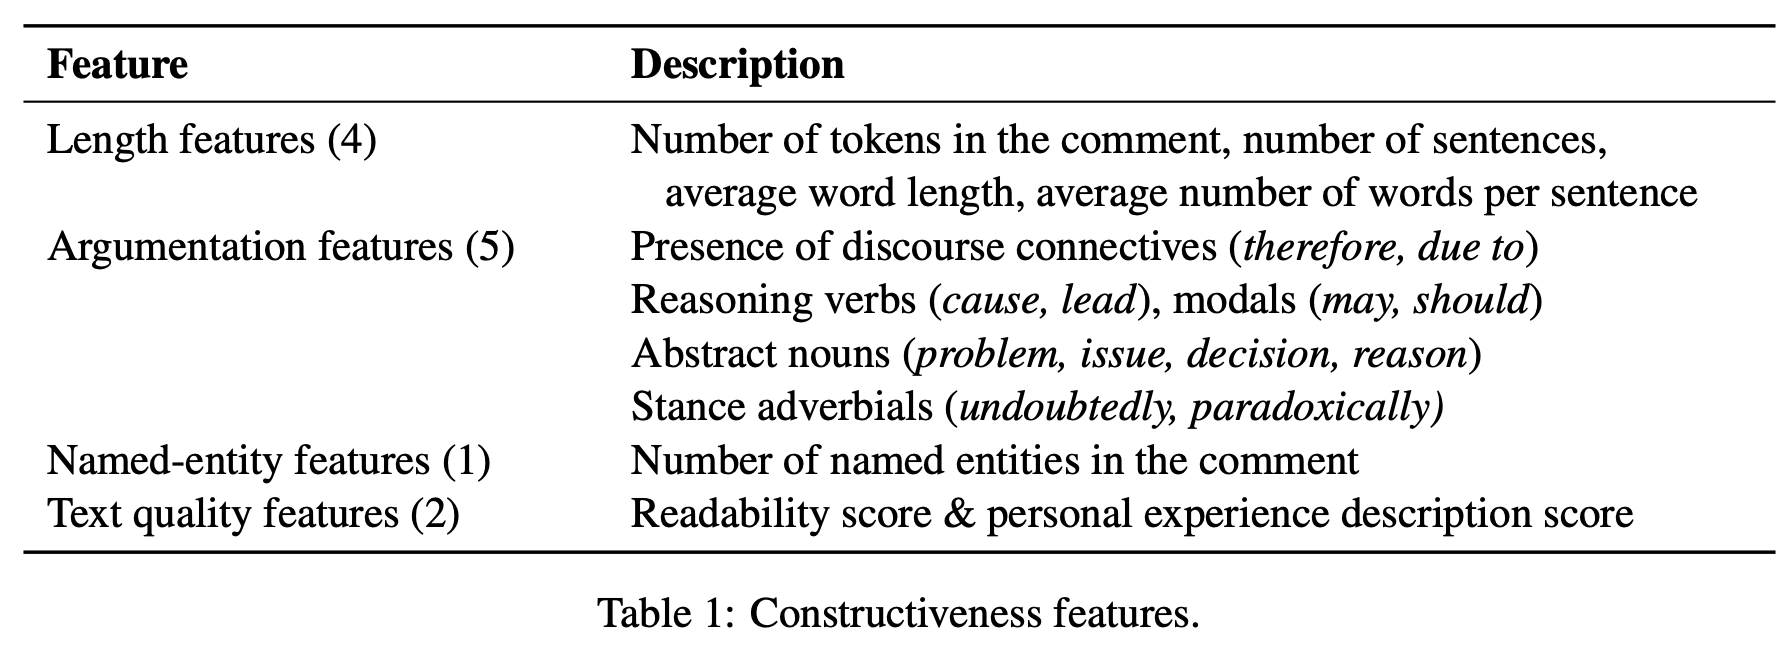 Feature Description
Length features (4) Number of tokens in the comment, number of sentences,
average word length, average number of words per sentence
Argumentation features (5) Presence of discourse connectives (therefore, due to)
Reasoning verbs (cause, lead), modals (may, should)
Abstract nouns (problem, issue, decision, reason)
Stance adverbials (undoubtedly, paradoxically)
Named-entity features (1) Number of named entities in the comment
Text quality features (2) Readability score & personal experience description score
Table 1: Constructiveness features.